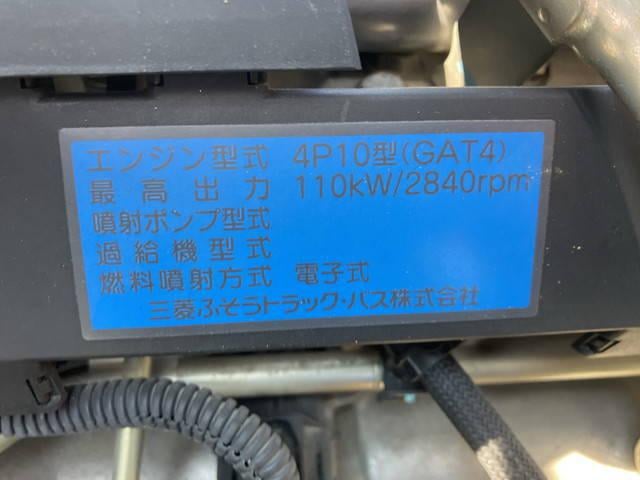 エンジン型式 4P10型(GAT4)
最高出力 110kW/2840rpm
噴射ポンプ型式
過給機型式
燃料噴射方式 電子式
三菱ふそうトラック・バス株式会社